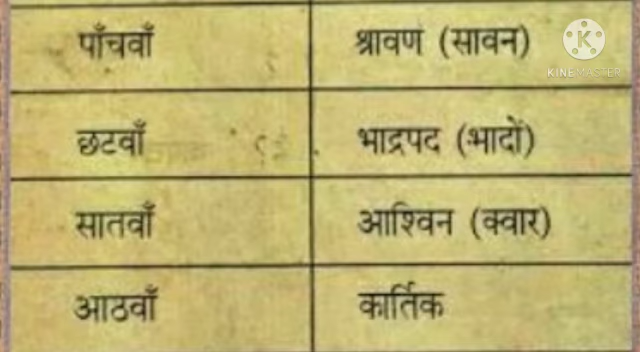 पाँचवाँ श्रावण (सावन)
K
KINEMASTER
छटवाँ भाद्रपद (भादों)
सातवाँ आश्विन (क्वार)
आठवाँ कार्तिक